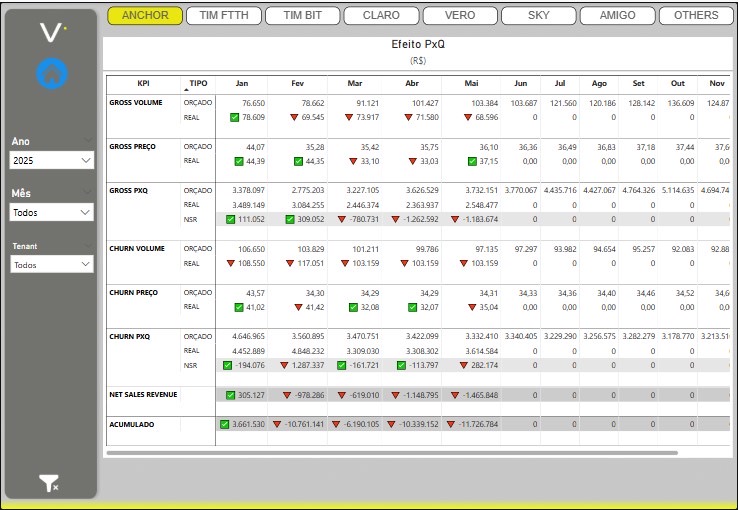 ANCHOR TIM FTTH TIM BIT CLARO VERO SKY AMIGO OTHERS
Efeito PxQ
(R$)
Ano
2025
Mês
Todos
Tenant
Todos
KPI TIPO Jan Fev Mar Abr Mai Jun Jul Ago Set Out Nov
GROSS VOLUME ORÇADO 76.650 78.662 91.121 101.427 103.384 103.687 121.560 120.186 128.142 136.609 124.87
REAL 78.609 69.545 73.917 71.580 68.596 0 0 0 0 0 0
GROSS PREÇO ORÇADO 44,07 35,28 35,42 35,75 36,10 36,36 36,49 36,83 37,18 37,44 37,6
REAL 44,39 44,35 33,10 33,03 37,15 0,00 0,00 0,00 0,00 0,00 0,0
GROSS PXQ ORÇADO 3.378.097 2.775.203 3.227.105 3.626.529 3.732.151 3.770.067 4.435.716 4.427.067 4.764.326 5.114.635 4.694.74
REAL 3.489.149 3.084.255 2.446.374 2.363.937 2.548.477 0 0 0 0 0
NSR 111.052 309.052 -780.731 -1.262.592 -1.183.674 0 0 0 0 0
CHURN VOLUME ORÇADO 106.650 103.829 101.211 99.786 97.135 97.297 93.982 94.654 95.257 92.083 92.88
REAL 108.550 117.051 103.159 103.159 103.159 0 0 0 0 0
CHURN PREÇO ORÇADO 43,57 34,30 34,29 34,29 34,31 34,33 34,36 34,40 34,46 34,52 34,6
REAL 41,02 41,42 32,08 32,07 35,04 0,00 0,00 0,00 0,00 0,00 0,0
CHURN PXQ ORÇADO 4.646.965 3.560.895 3.470.751 3.422.099 3.332.410 3.340.405 3.229.290 3.256.575 3.282.279 3.178.770 3.213.51
REAL 4.452.889 4.848.232 3.309.030 3.308.302 3.614.584 0 0 0 0 0
NSR -194.076 1.287.337 -161.721 -113.797 282.174 0 0 0 0 0
NET SALES REVENUE 305.127 -978.286 -619.010 -1.148.795 -1.465.848 0 0 0 0 0
ACUMULADO 3.661.530 -10.761.141 -6.190.105 -10.339.152 -11.726.784 0 0 0 0 0